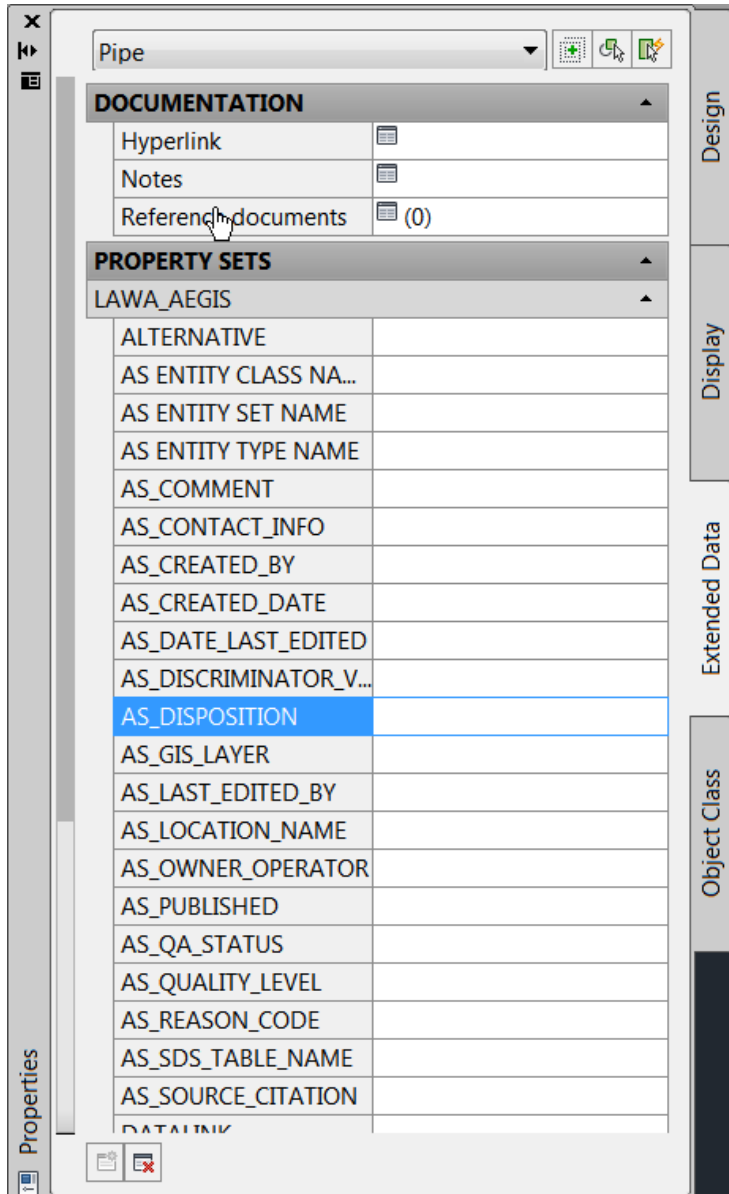 Pipe
DOCUMENTATION
Hyperlink
Notes
Reference documents (0)
PROPERTY SETS
LAWA_AEGIS
ALTERNATIVE
AS ENTITY CLASS NA...
AS ENTITY SET NAME
AS ENTITY TYPE NAME
AS_COMMENT
AS_CONTACT_INFO
AS_CREATED_BY
AS_CREATED_DATE
AS_DATE_LAST_EDITED
AS_DISCRIMINATOR_V...
AS_DISPOSITION
AS_GIS_LAYER
AS_LAST_EDITED_BY
AS_LOCATION_NAME
AS_OWNER_OPERATOR
AS_PUBLISHED
AS_QA_STATUS
AS_QUALITY_LEVEL
AS_REASON_CODE
AS_SDS_TABLE_NAME
AS_SOURCE_CITATION
DATALINK
Design
Display
Extended Data
Object Class
Properties